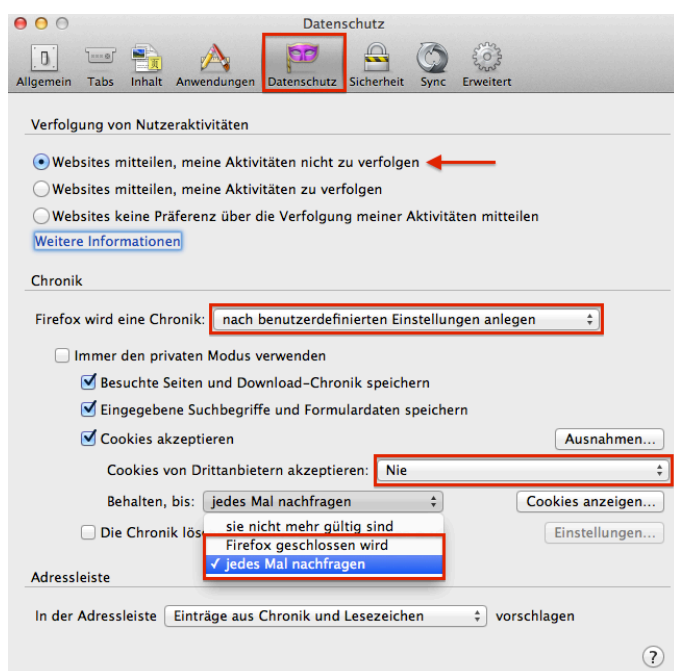 Datenschutz
Allgemein Tabs Inhalt Anwendungen Datenschutz Sicherheit Sync Erweitert
Verfolgung von Nutzeraktivitäten
Websites mitteilen, meine Aktivitäten nicht zu verfolgen
Websites mitteilen, meine Aktivitäten zu verfolgen
Websites keine Präferenz über die Verfolgung meiner Aktivitäten mitteilen
Weitere Informationen
Chronik
Firefox wird eine Chronik: nach benutzerdefinierten Einstellungen anlegen
Immer den privaten Modus verwenden
Besuchte Seiten und Download-Chronik speichern
Eingegebene Suchbegriffe und Formulardaten speichern
Cookies akzeptieren Ausnahmen...
Cookies von Drittanbietern akzeptieren: Nie
Behalten, bis: jedes Mal nachfragen Cookies anzeigen...
sie nicht mehr gültig sind
Die Chronik lös Einstellungen...
Firefox geschlossen wird
✓ jedes Mal nachfragen
Adressleiste
In der Adressleiste Einträge aus Chronik und Lesezeichen vorschlagen
?